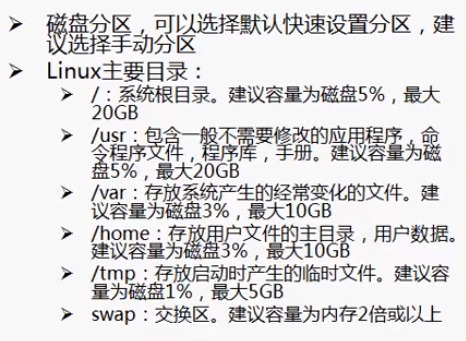 ➢ 磁盘分区，可以选择默认快速设置分区，建
议选择手动分区
➢ Linux主要目录：
➢ /：系统根目录。建议容量为磁盘5%，最大
20GB
➢ /usr：包含一般不需要修改的应用程序，命
令程序文件，程序库，手册。建议容量为磁
盘5%，最大20GB
➢ /var：存放系统产生的经常变化的文件。建
议容量为磁盘3%，最大10GB
➢ /home：存放用户文件的主目录，用户数据。
建议容量为磁盘3%，最大10GB
➢ /tmp：存放启动时产生的临时文件。建议容
量为磁盘1%，最大5GB
➢ swap：交换区。建议容量为内存2倍或以上